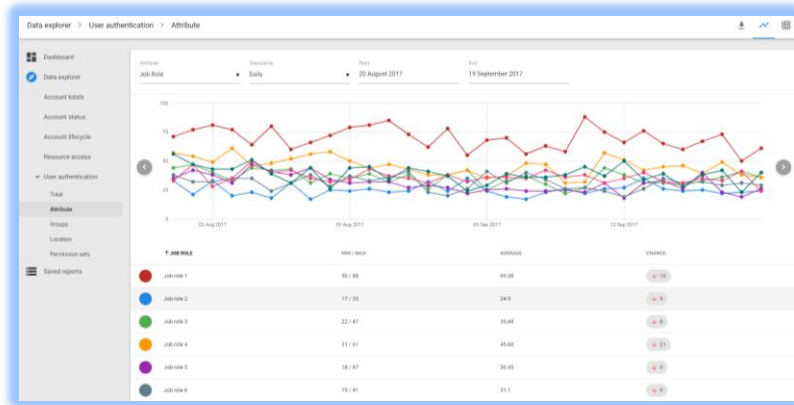 Data explorer > User authentication > Attribute
Dashboard
Data explorer
Account totals
Account status
Account lifecycle
Resource access
User authentication
Total
Attribute
Groups
Location
Permission sets
Saved reports
Attribute Granularity Start End
Job Role Daily 20 August 2017 19 September 2017
100
75
50
25
0
23 Aug 2017 29 Aug 2017 05 Sep 2017 12 Sep 2017
↑ JOB ROLE MIN / MAX AVERAGE CHANGE
Job role 1 50 / 88 69.38 ↓ 10
Job role 2 17 / 35 24.9 ↓ 9
Job role 3 22 / 47 35.68 ↓ 8
Job role 4 31 / 61 45.68 ↓ 21
Job role 5 18 / 47 30.45 ↓ 9
Job role 6 19 / 41 31.1 ↓ 9